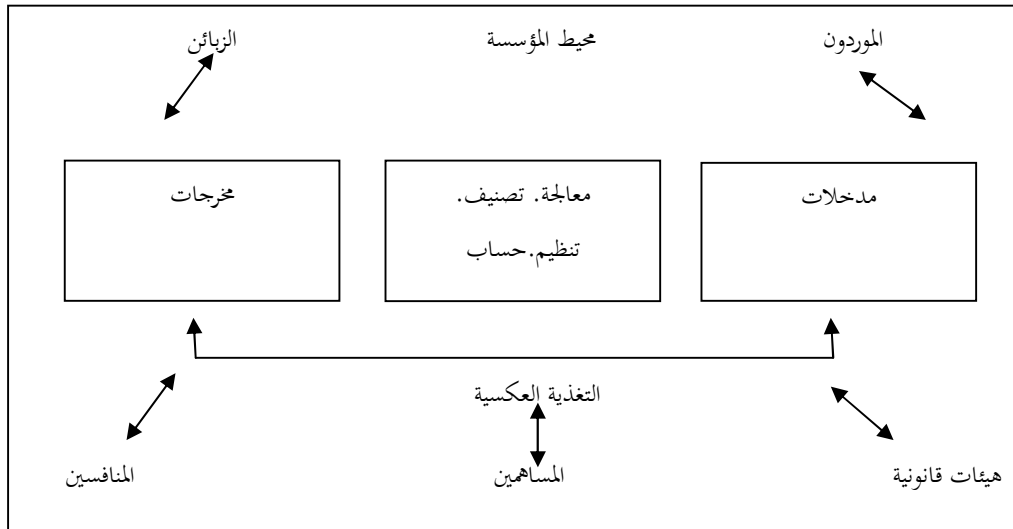 الموردون محيط المؤسسة الزبائن
مدخلات معالجة. تصنيف. مخرجات
تنظيم.حساب
التغذية العكسية
هيئات قانونية المساهمين المنافسين